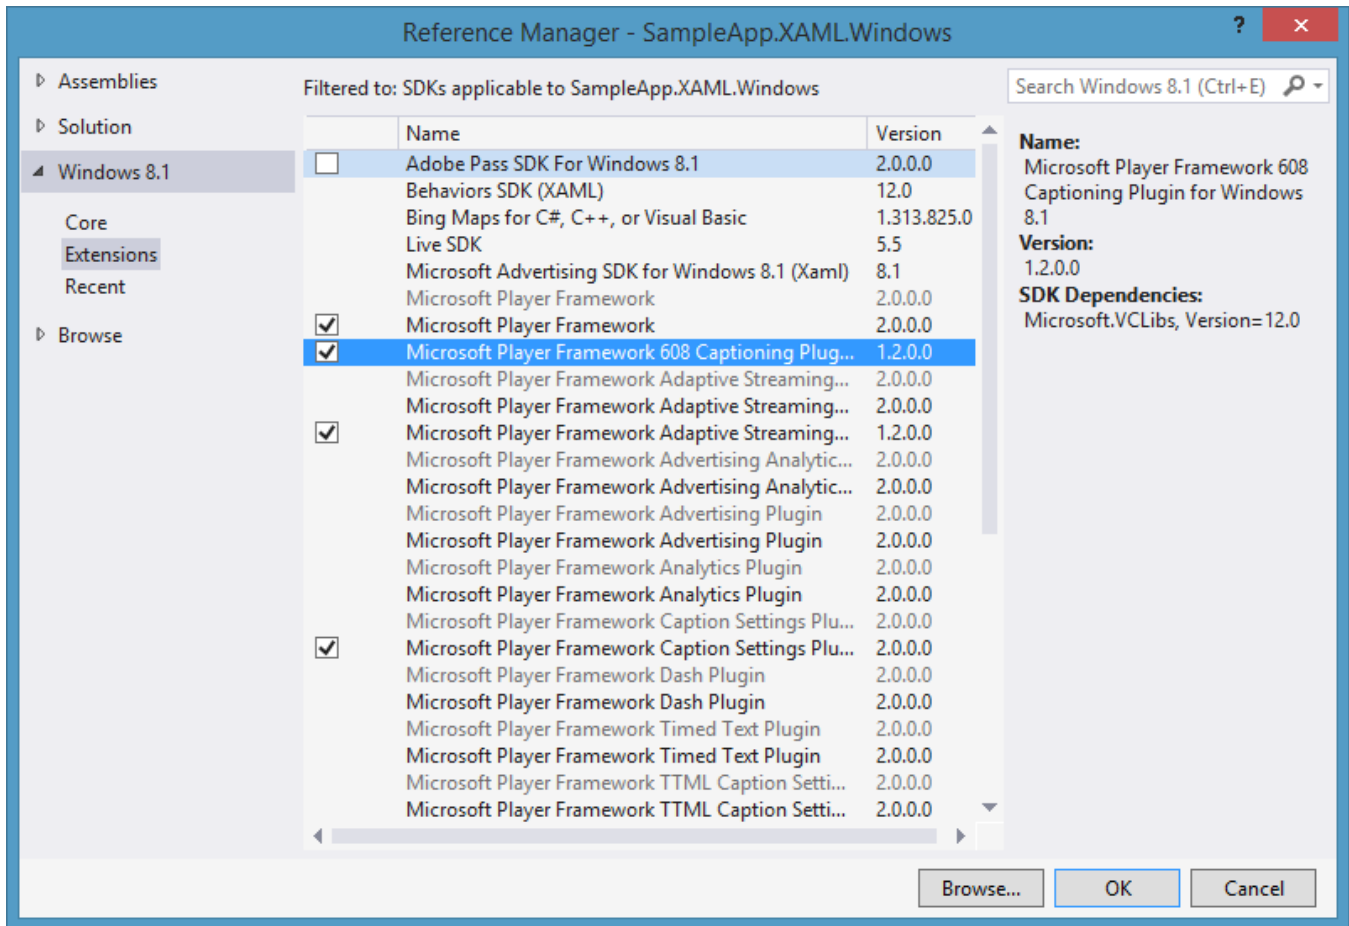 Reference Manager - SampleApp.XAML.Windows
?
Assemblies
Solution
Windows 8.1
Core
Extensions
Recent
Browse
Filtered to: SDKs applicable to SampleApp.XAML.Windows
Name Version
Adobe Pass SDK For Windows 8.1 2.0.0.0
Behaviors SDK (XAML) 12.0
Bing Maps for C#, C++, or Visual Basic 1.313.825.0
Live SDK 5.5
Microsoft Advertising SDK for Windows 8.1 (Xaml) 8.1
Microsoft Player Framework 2.0.0.0
Microsoft Player Framework 2.0.0.0
Microsoft Player Framework 608 Captioning Plug... 1.2.0.0
Microsoft Player Framework Adaptive Streaming... 2.0.0.0
Microsoft Player Framework Adaptive Streaming... 2.0.0.0
Microsoft Player Framework Adaptive Streaming... 1.2.0.0
Microsoft Player Framework Advertising Analytic... 2.0.0.0
Microsoft Player Framework Advertising Analytic... 2.0.0.0
Microsoft Player Framework Advertising Plugin 2.0.0.0
Microsoft Player Framework Advertising Plugin 2.0.0.0
Microsoft Player Framework Analytics Plugin 2.0.0.0
Microsoft Player Framework Analytics Plugin 2.0.0.0
Microsoft Player Framework Caption Settings Plu... 2.0.0.0
Microsoft Player Framework Caption Settings Plu... 2.0.0.0
Microsoft Player Framework Dash Plugin 2.0.0.0
Microsoft Player Framework Dash Plugin 2.0.0.0
Microsoft Player Framework Timed Text Plugin 2.0.0.0
Microsoft Player Framework Timed Text Plugin 2.0.0.0
Microsoft Player Framework TTML Caption Setti... 2.0.0.0
Microsoft Player Framework TTML Caption Setti... 2.0.0.0
Search Windows 8.1 (Ctrl+E)
Name:
Microsoft Player Framework 608
Captioning Plugin for Windows
8.1
Version:
1.2.0.0
SDK Dependencies:
Microsoft.VCLibs, Version=12.0
Browse...
OK
Cancel